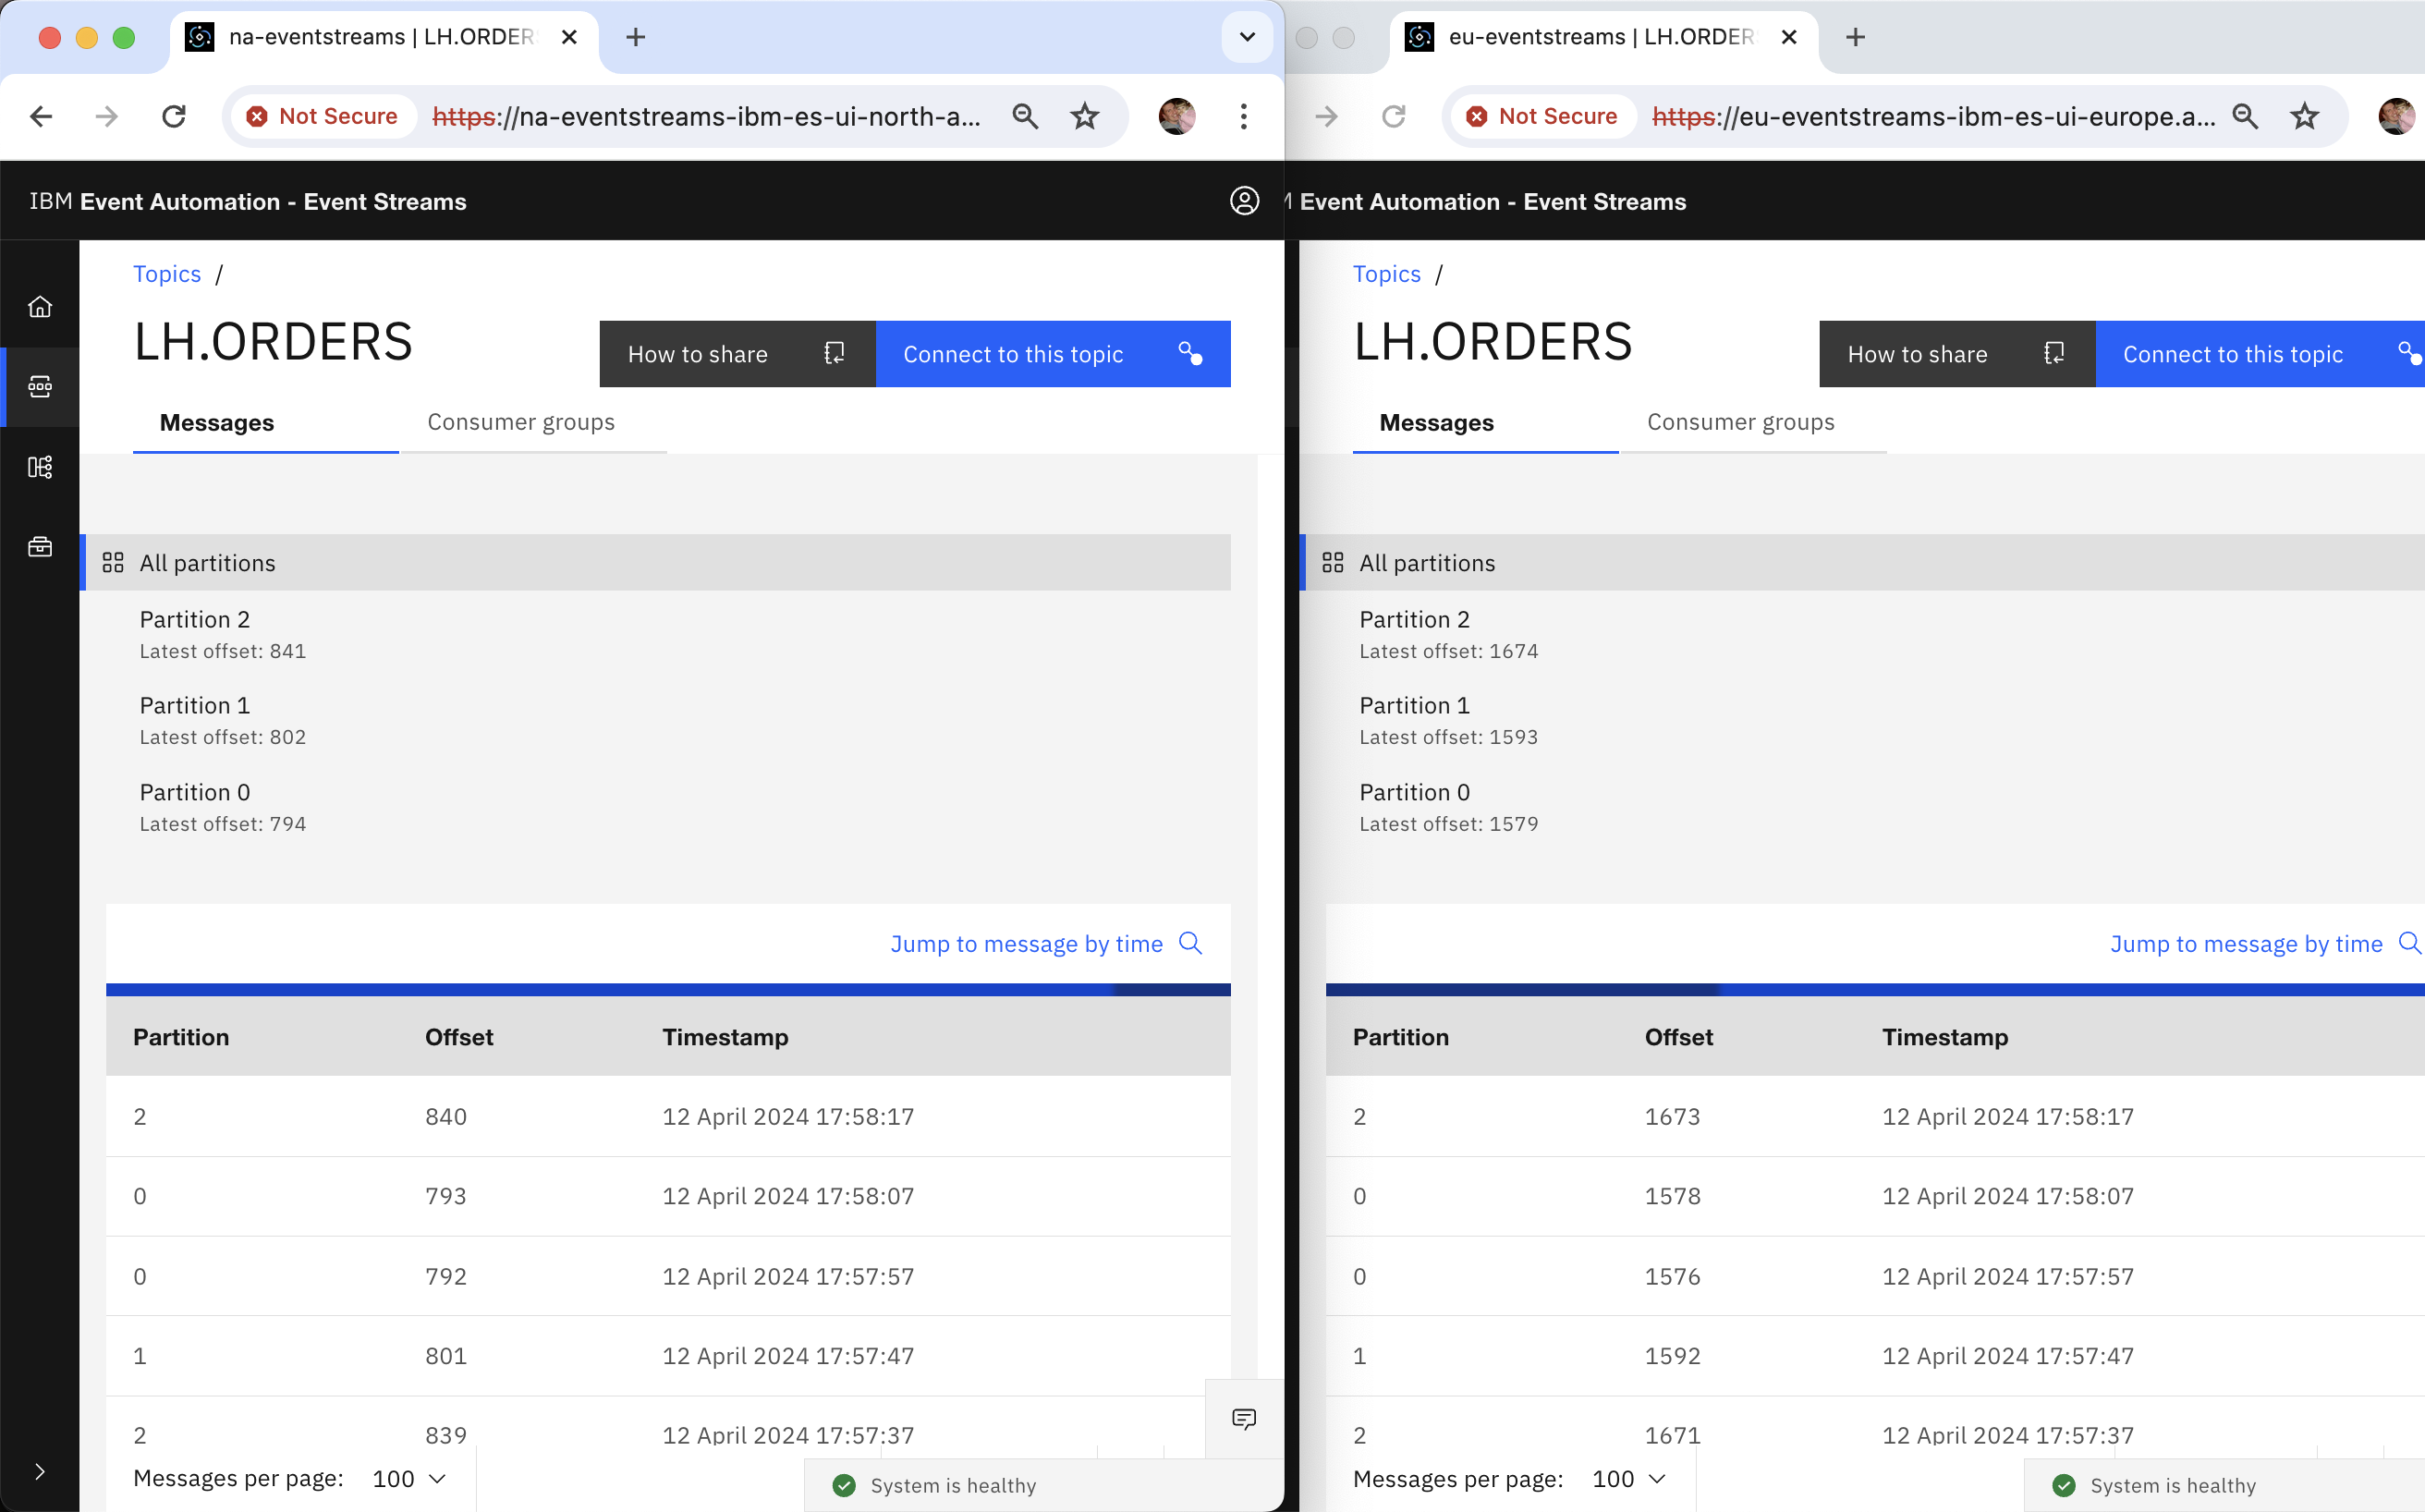 na-eventstreams | LH.ORDER
Not Secure https://na-eventstreams-ibm-es-ui-north-a...
IBM Event Automation - Event Streams
Topics /
LH.ORDERS
How to share
Connect to this topic
Messages
Consumer groups
All partitions
Partition 2
Latest offset: 841
Partition 1
Latest offset: 802
Partition 0
Latest offset: 794
Jump to message by time
Partition Offset Timestamp
2 840 12 April 2024 17:58:17
0 793 12 April 2024 17:58:07
0 792 12 April 2024 17:57:57
1 801 12 April 2024 17:57:47
2 839 12 April 2024 17:57:37
Messages per page: 100
System is healthy
eu-eventstreams | LH.ORDER
Not Secure https://eu-eventstreams-ibm-es-ui-europe.a...
Event Automation - Event Streams
Topics /
LH.ORDERS
How to share
Connect to this topic
Messages
Consumer groups
All partitions
Partition 2
Latest offset: 1674
Partition 1
Latest offset: 1593
Partition 0
Latest offset: 1579
Jump to message by time
Partition Offset Timestamp
2 1673 12 April 2024 17:58:17
0 1578 12 April 2024 17:58:07
0 1576 12 April 2024 17:57:57
1 1592 12 April 2024 17:57:47
2 1671 12 April 2024 17:57:37
Messages per page: 100
System is healthy